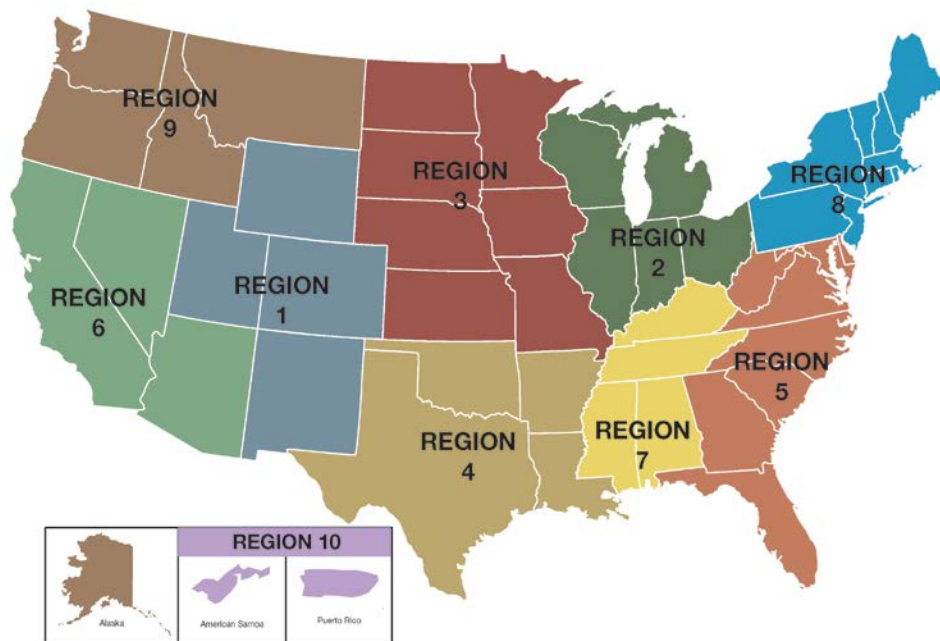 REGION
9
REGION
3
REGION
8
REGION
2
REGION
6
REGION
1
REGION
5
REGION
7
REGION
4
REGION 10
Alaska
American Samoa
Puerto Rico